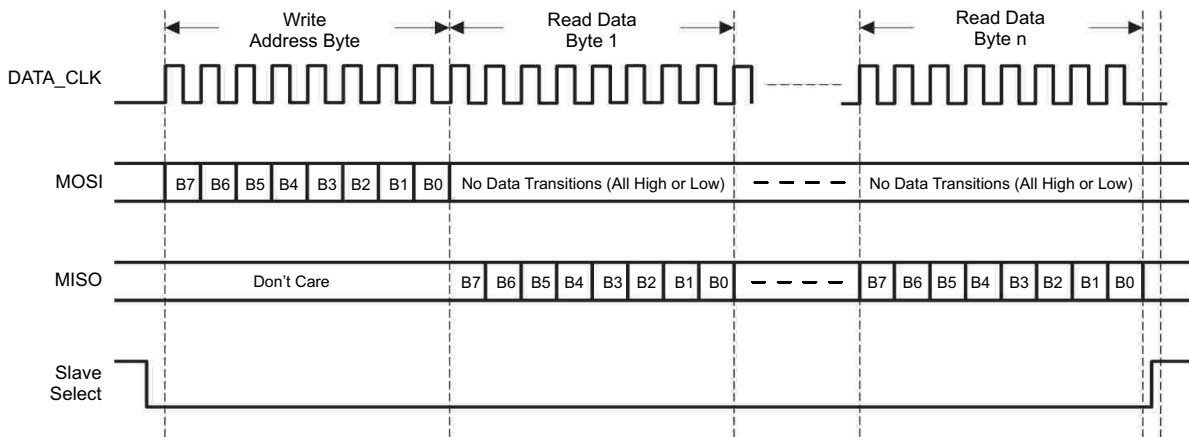 Write
Address Byte
Read Data
Byte 1
Read Data
Byte n
DATA_CLK
MOSI
B7 B6 B5 B4 B3 B2 B1 B0 No Data Transitions (All High or Low) No Data Transitions (All High or Low)
MISO
Don't Care B7 B6 B5 B4 B3 B2 B1 B0 B7 B6 B5 B4 B3 B2 B1 B0
Slave
Select